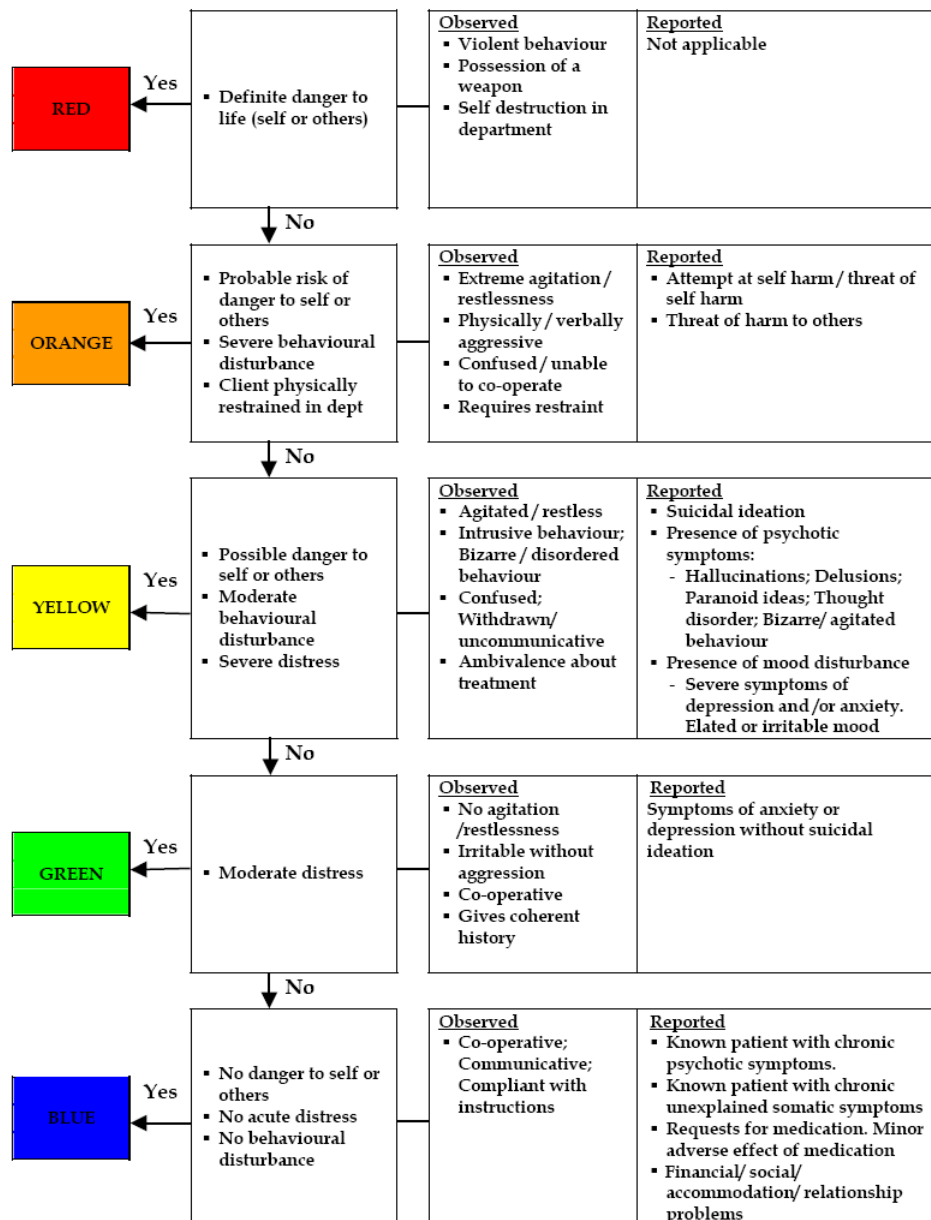 RED
Yes
▪ Definite danger to
life (self or others)
Observed
▪ Violent behaviour
▪ Possession of a
weapon
▪ Self destruction in
department
Reported
Not applicable
No
ORANGE
Yes
▪ Probable risk of
danger to self or
others
▪ Severe behavioural
disturbance
▪ Client physically
restrained in dept
Observed
▪ Extreme agitation /
restlessness
▪ Physically / verbally
aggressive
▪ Confused / unable
to co-operate
▪ Requires restraint
Reported
▪ Attempt at self harm / threat of
self harm
▪ Threat of harm to others
No
YELLOW
Yes
▪ Possible danger to
self or others
▪ Moderate
behavioural
disturbance
▪ Severe distress
Observed
▪ Agitated / restless
▪ Intrusive behaviour;
Bizarre / disordered
behaviour
▪ Confused;
Withdrawn/
uncommunicative
▪ Ambivalence about
treatment
Reported
▪ Suicidal ideation
▪ Presence of psychotic
symptoms:
- Hallucinations; Delusions;
Paranoid ideas; Thought
disorder; Bizarre/ agitated
behaviour
▪ Presence of mood disturbance
- Severe symptoms of
depression and /or anxiety.
Elated or irritable mood
No
GREEN
Yes
▪ Moderate distress
Observed
▪ No agitation
/restlessness
▪ Irritable without
aggression
▪ Co-operative
▪ Gives coherent
history
Reported
Symptoms of anxiety or
depression without suicidal
ideation
No
BLUE
Yes
▪ No danger to self or
others
▪ No acute distress
▪ No behavioural
disturbance
Observed
▪ Co-operative;
Communicative;
Compliant with
instructions
Reported
▪ Known patient with chronic
psychotic symptoms.
▪ Known patient with chronic
unexplained somatic symptoms
▪ Requests for medication. Minor
adverse effect of medication
▪ Financial/ social/
accommodation/ relationship
problems